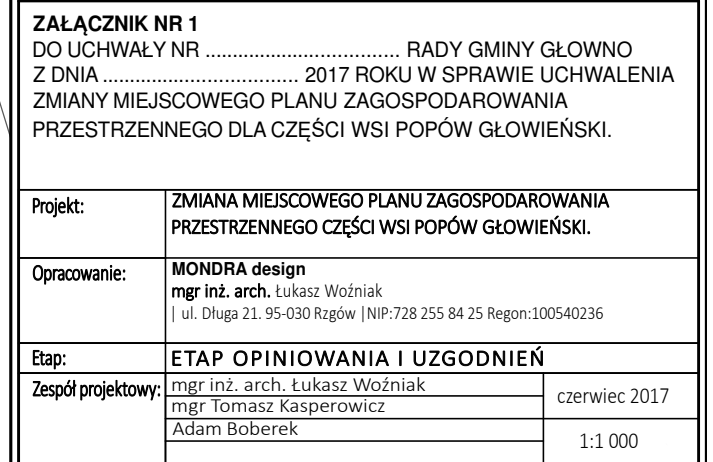 ZAŁĄCZNIK NR 1
DO UCHWAŁY NR .................................... RADY GMINY GŁOWNO
Z DNIA .................................... 2017 ROKU W SPRAWIE UCHWALENIA
ZMIANY MIEJSCOWEGO PLANU ZAGOSPODAROWANIA
PRZESTRZENNEGO DLA CZĘŚCI WSI POPÓW GŁOWIEŃSKI.
Projekt: ZMIANA MIEJSCOWEGO PLANU ZAGOSPODAROWANIA
PRZESTRZENNEGO CZĘŚCI WSI POPÓW GŁOWIEŃSKI.
Opracowanie: MONDRA design
mgr inż. arch. Łukasz Woźniak
| ul. Długa 21. 95-030 Rzgów |NIP:728 255 84 25 Regon:100540236
Etap: ETAP OPINIOWANIA I UZGODNIEŃ
Zespół projektowy: mgr inż. arch. Łukasz Woźniak
mgr Tomasz Kasperowicz
czerwiec 2017
Adam Boberek
1:1 000